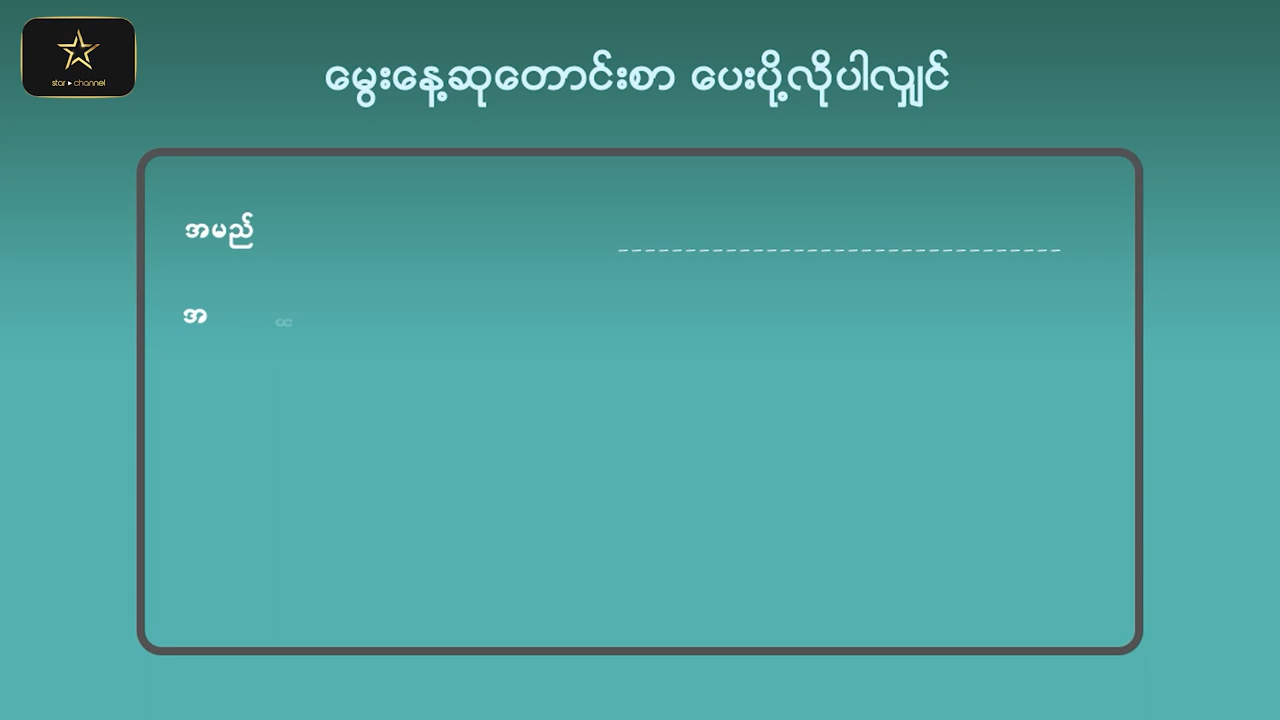 star channel
မွေးနေ့ဆုတောင်းစာ ပေးပို့လိုပါလျှင်
အမည်
အ